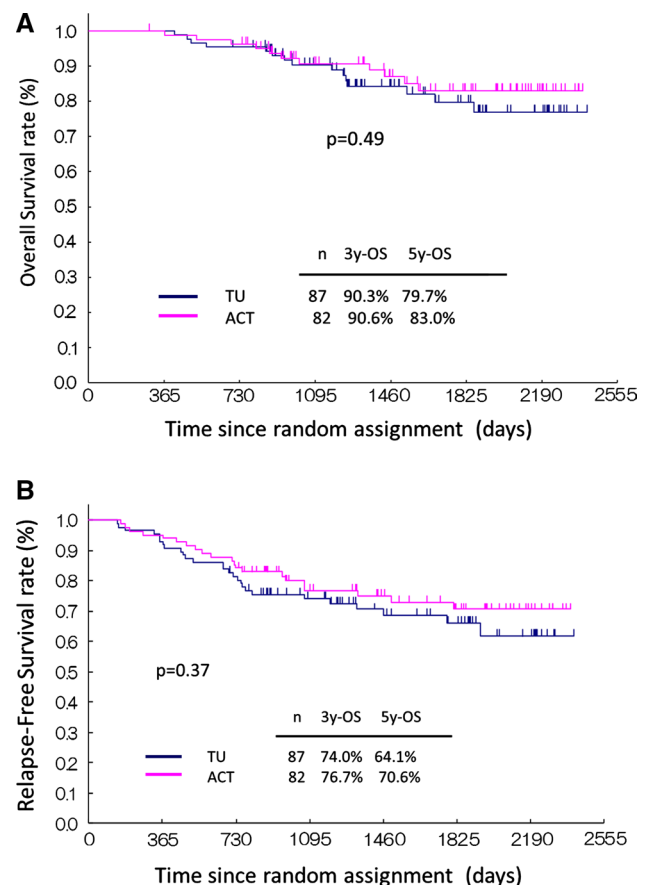 A
1.0
0.9
0.8
0.7
0.6
0.5
0.4
0.3
0.2
0.1
0.0
Overall Survival rate (%)
p=0.49
n 3y-OS 5y-OS
TU 87 90.3% 79.7%
ACT 82 90.6% 83.0%
0 365 730 1095 1460 1825 2190 2555
Time since random assignment (days)
B
1.0
0.9
0.8
0.7
0.6
0.5
0.4
0.3
0.2
0.1
0.0
Relapse-Free Survival rate (%)
p=0.37
n 3y-OS 5y-OS
TU 87 74.0% 64.1%
ACT 82 76.7% 70.6%
0 365 730 1095 1460 1825 2190 2555
Time since random assignment (days)